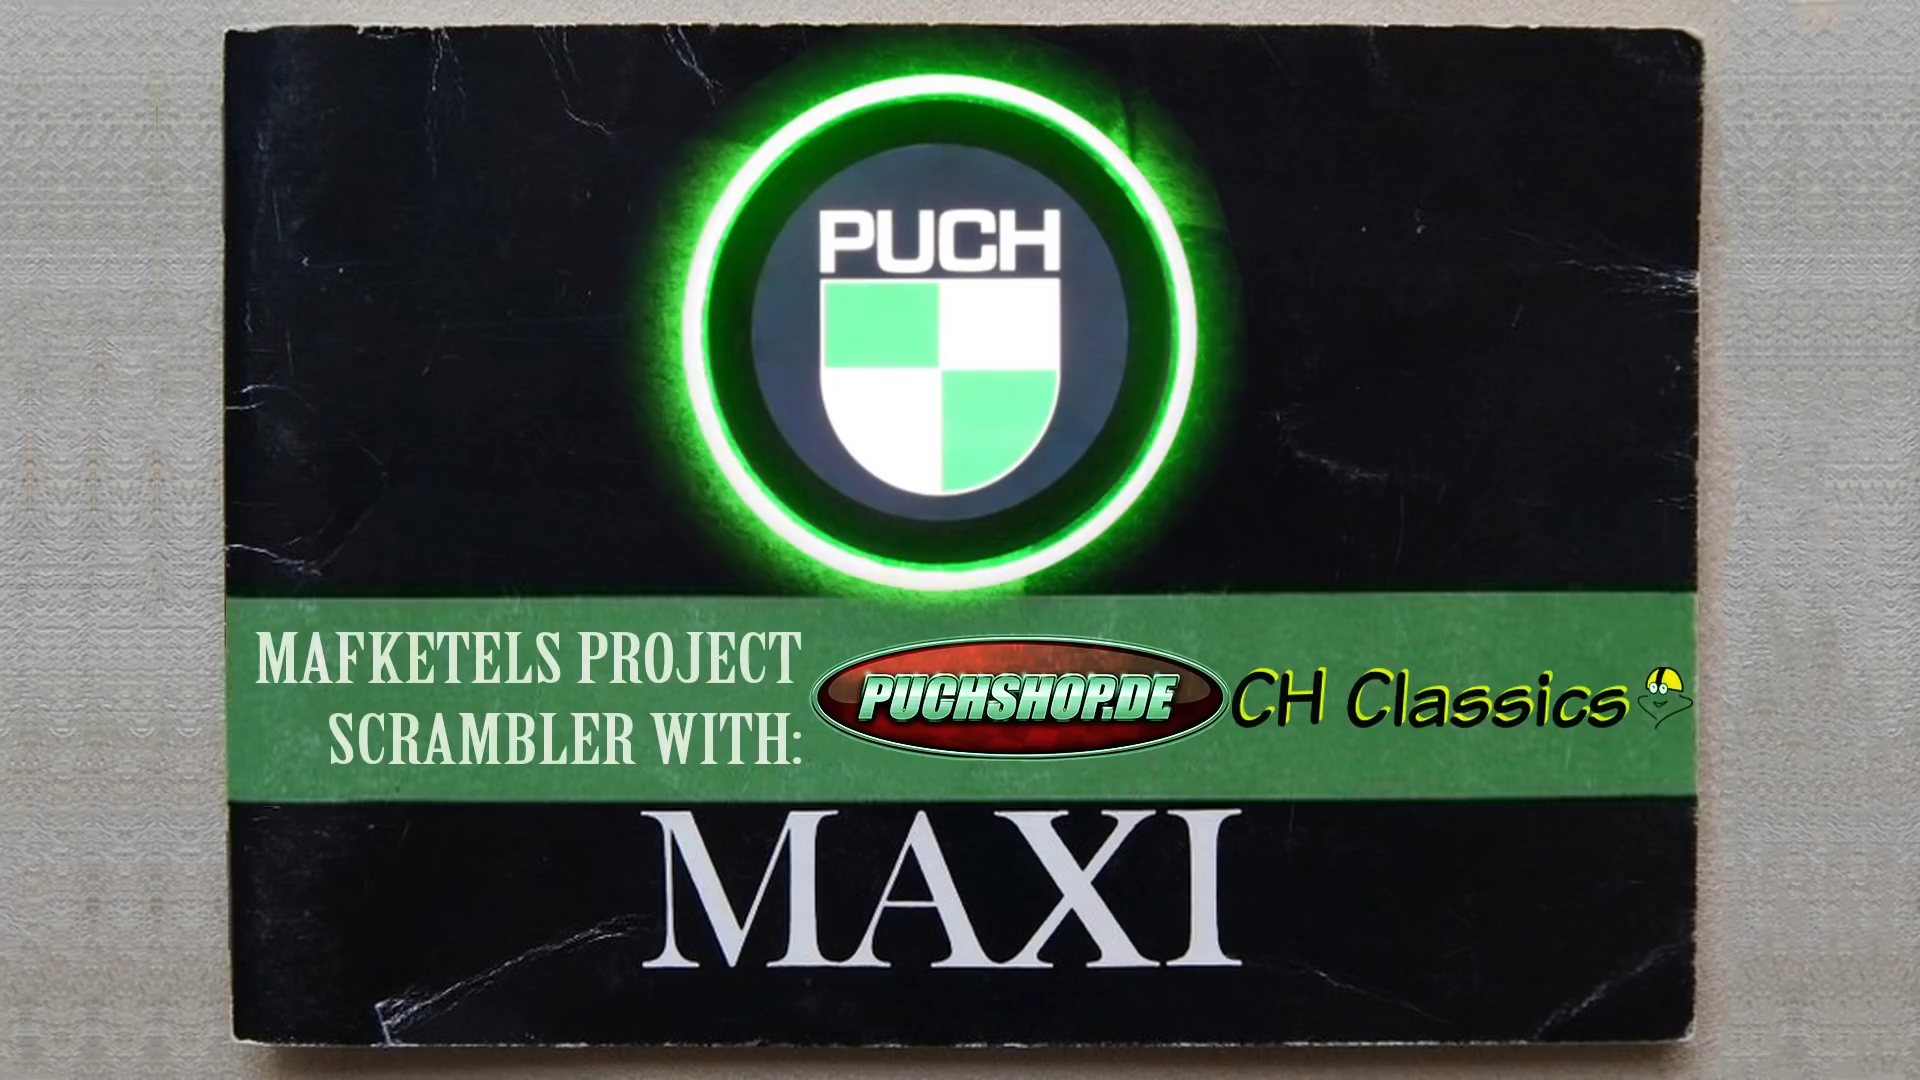 PUCH
MAFKETELS PROJECT
SCRAMBLER WITH:
PUCHSHOP.DE
CH Classics
MAXI